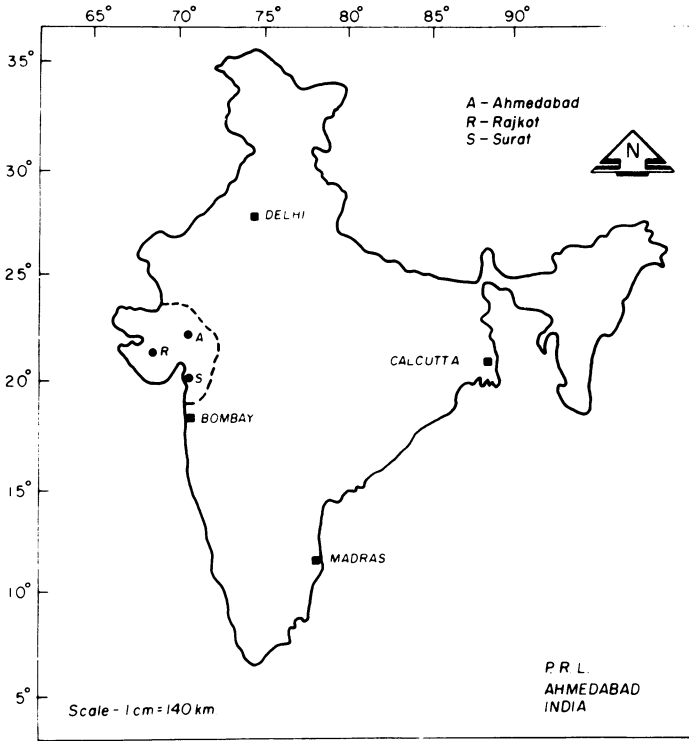 65° 70° 75° 80° 85° 90°
35°
A - Ahmedabad
R - Rajkot
S - Surat
N
30°
DELHI
25°
A
R
CALCUTTA
20°
S
BOMBAY
15°
MADRAS
10°
P. R. L.
AHMEDABAD
INDIA
5°
Scale - 1 cm = 140 km.